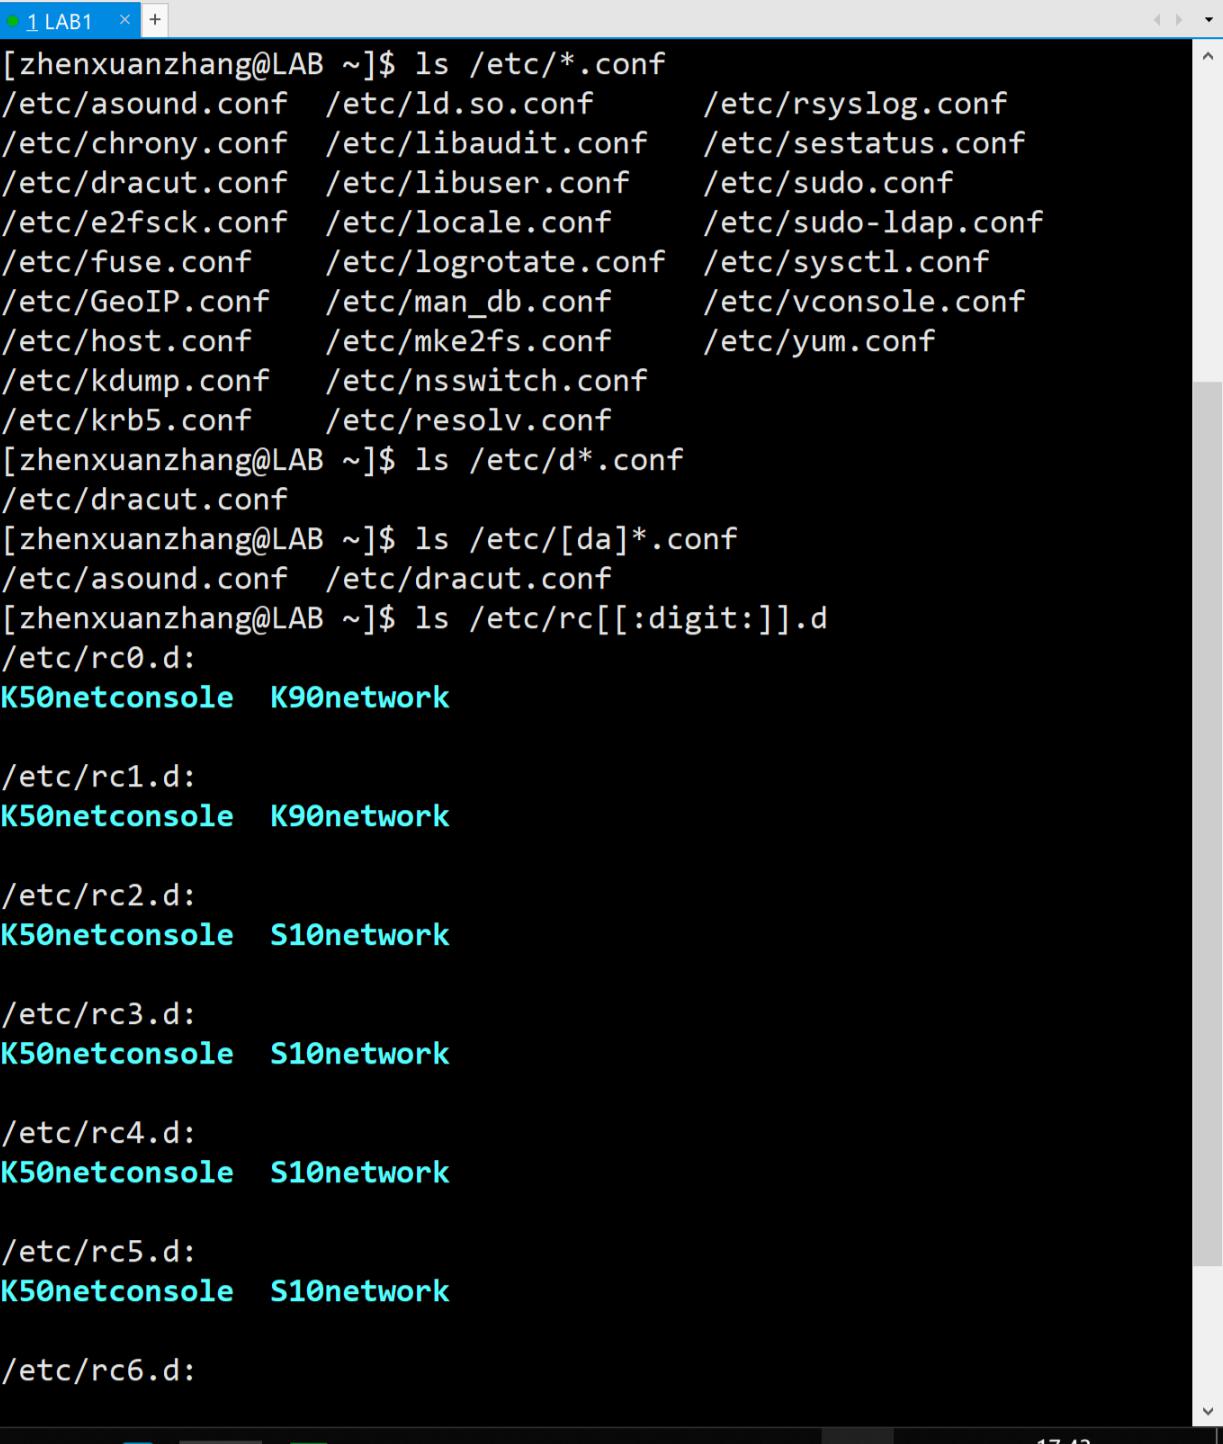 1 LAB1 × +
[zhenxuanzhang@LAB ~]$ ls /etc/*.conf
/etc/asound.conf  /etc/ld.so.conf      /etc/rsyslog.conf
/etc/chrony.conf  /etc/libaudit.conf   /etc/sestatus.conf
/etc/dracut.conf  /etc/libuser.conf    /etc/sudo.conf
/etc/e2fsck.conf  /etc/locale.conf     /etc/sudo-ldap.conf
/etc/fuse.conf    /etc/logrotate.conf  /etc/sysctl.conf
/etc/GeoIP.conf   /etc/man_db.conf     /etc/vconsole.conf
/etc/host.conf    /etc/mke2fs.conf     /etc/yum.conf
/etc/kdump.conf   /etc/nsswitch.conf
/etc/krb5.conf    /etc/resolv.conf
[zhenxuanzhang@LAB ~]$ ls /etc/d*.conf
/etc/dracut.conf
[zhenxuanzhang@LAB ~]$ ls /etc/[da]*.conf
/etc/asound.conf  /etc/dracut.conf
[zhenxuanzhang@LAB ~]$ ls /etc/rc[[:digit:]].d
/etc/rc0.d:
K50netconsole  K90network
/etc/rc1.d:
K50netconsole  K90network
/etc/rc2.d:
K50netconsole  S10network
/etc/rc3.d:
K50netconsole  S10network
/etc/rc4.d:
K50netconsole  S10network
/etc/rc5.d:
K50netconsole  S10network
/etc/rc6.d: